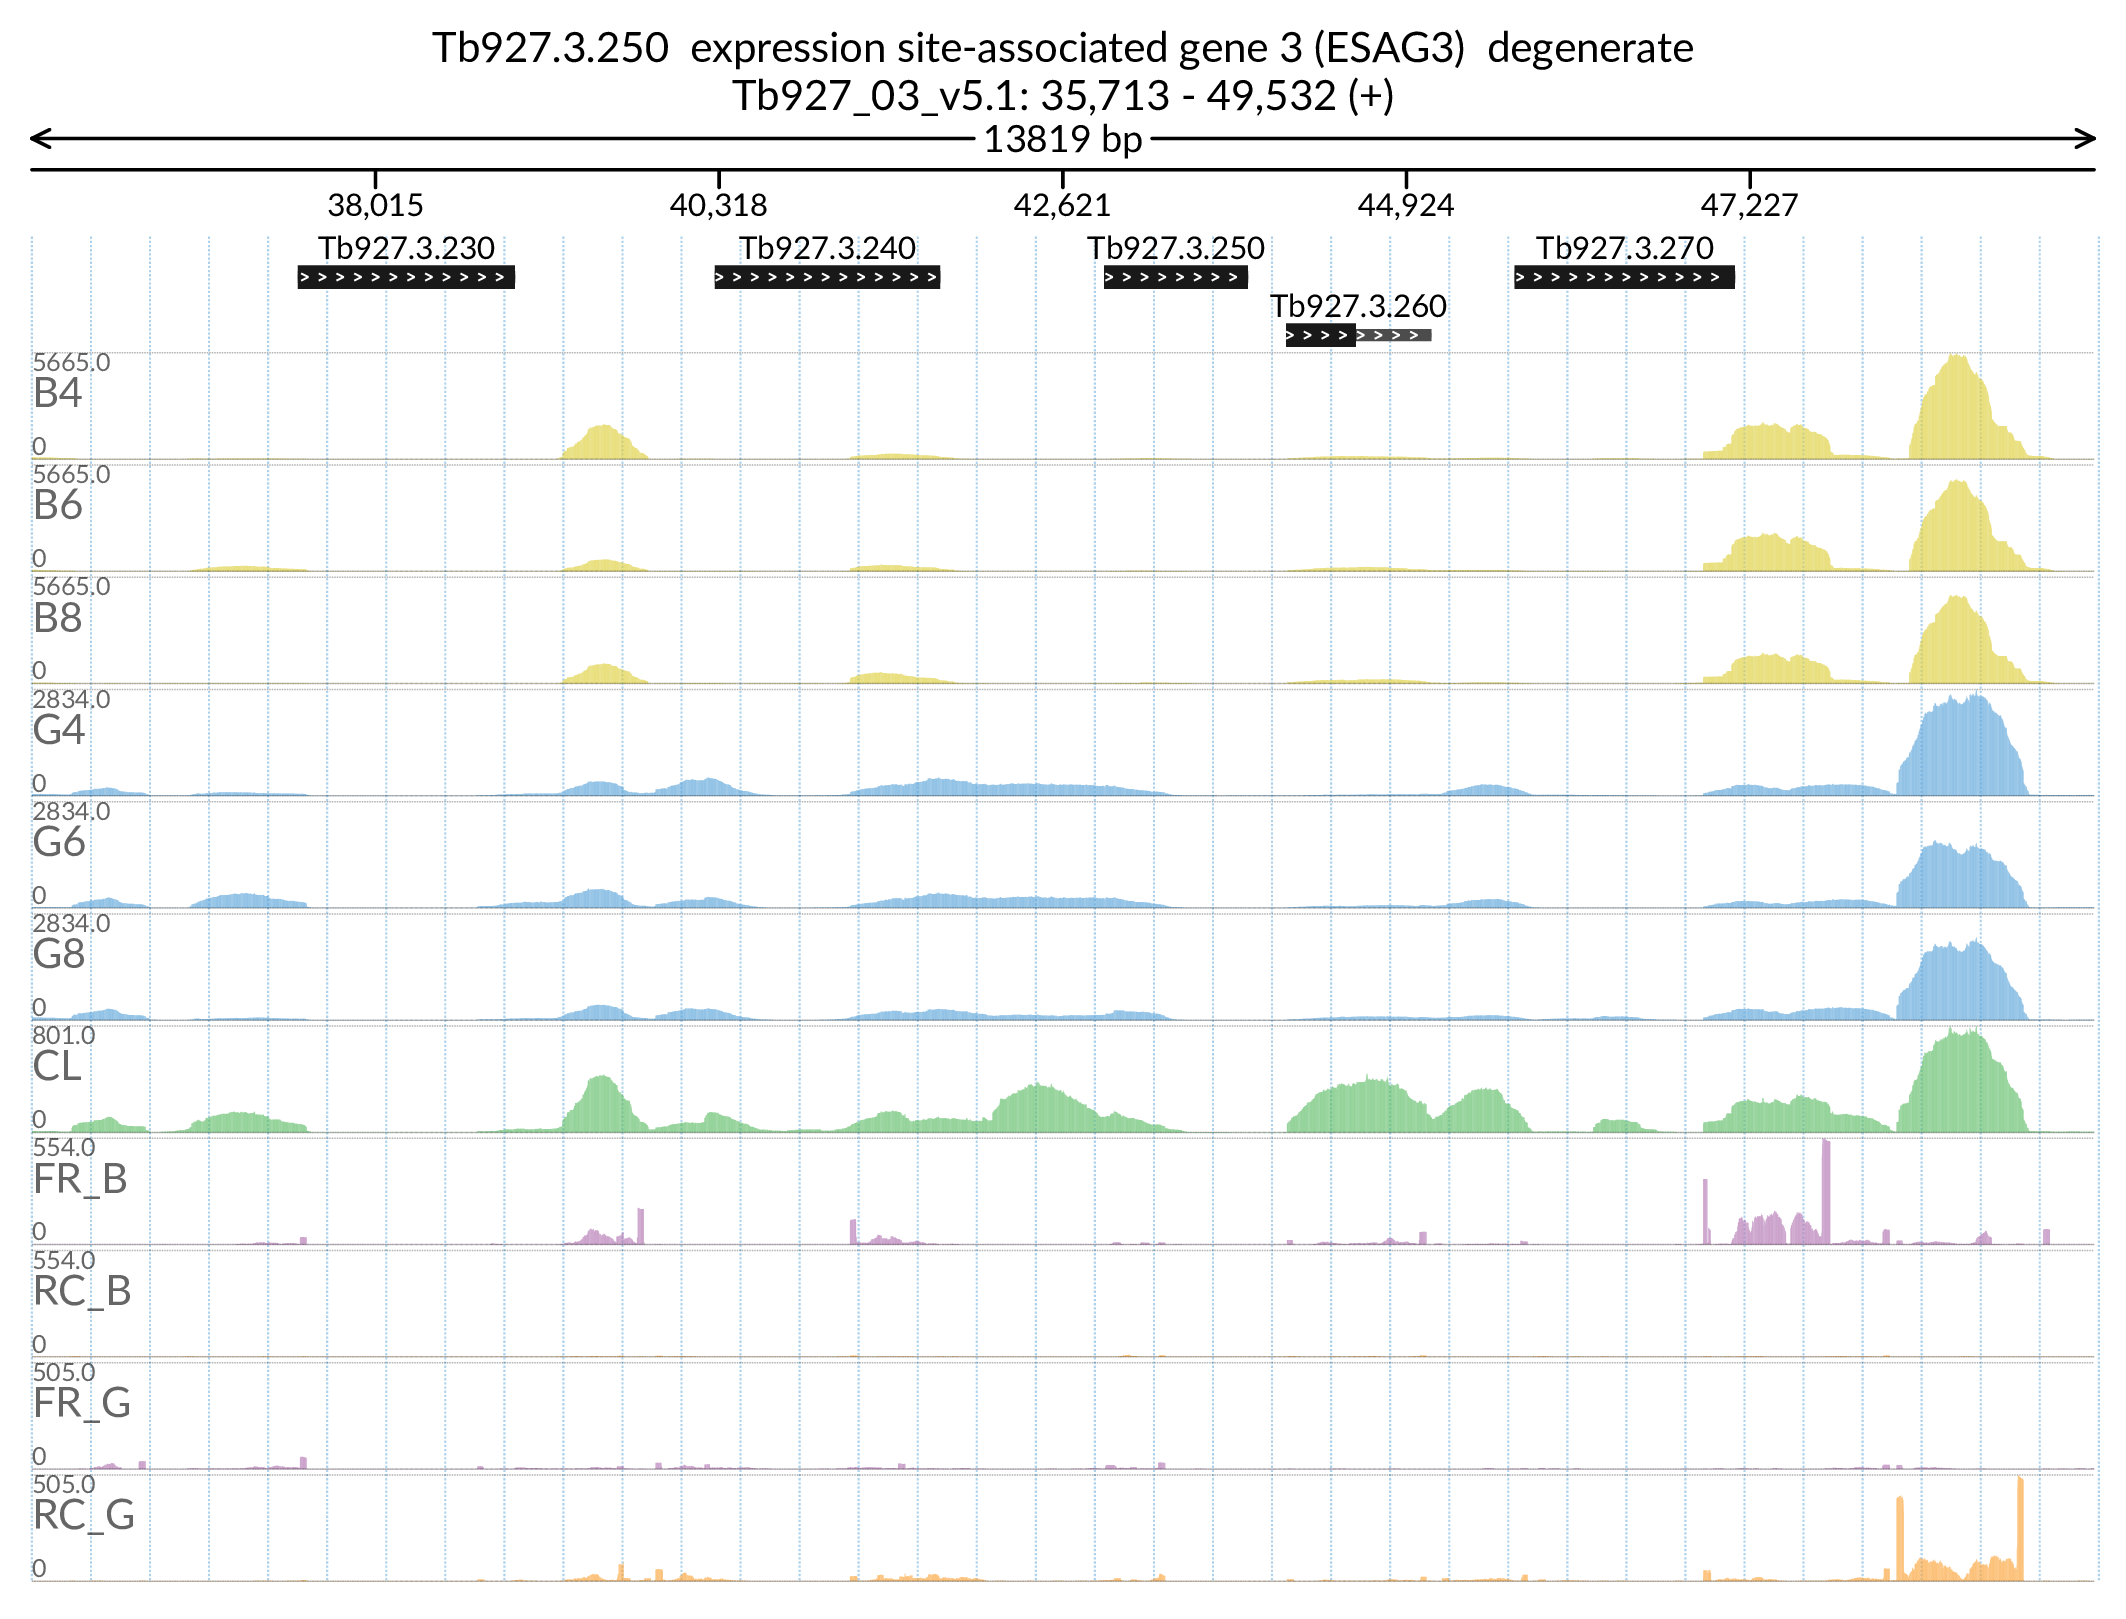 Tb927.3.250  expression site-associated gene 3 (ESAG3)  degenerate
Tb927_03_v5.1: 35,713 - 49,532 (+)
13819 bp
38,015 40,318 42,621 44,924 47,227
Tb927.3.230 Tb927.3.240 Tb927.3.250 Tb927.3.270
Tb927.3.260
5665.0
B4
0
5665.0
B6
0
5665.0
B8
0
2834.0
G4
0
2834.0
G6
0
2834.0
G8
0
801.0
CL
0
554.0
FR_B
0
554.0
RC_B
0
505.0
FR_G
0
505.0
RC_G
0